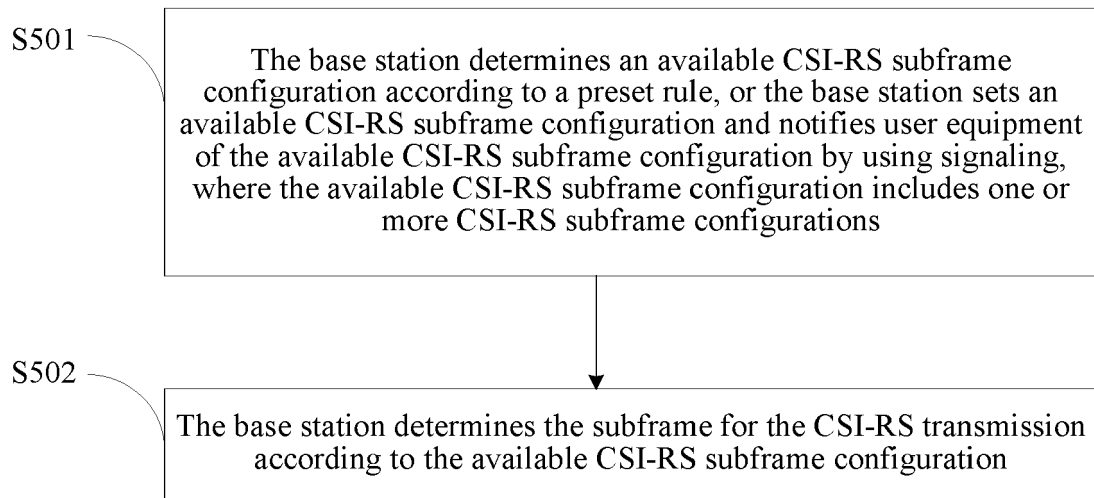 S501
The base station determines an available CSI-RS subframe
configuration according to a preset rule, or the base station sets an
available CSI-RS subframe configuration and notifies user equipment
of the available CSI-RS subframe configuration by using signaling,
where the available CSI-RS subframe configuration includes one or
more CSI-RS subframe configurations
S502
The base station determines the subframe for the CSI-RS transmission
according to the available CSI-RS subframe configuration